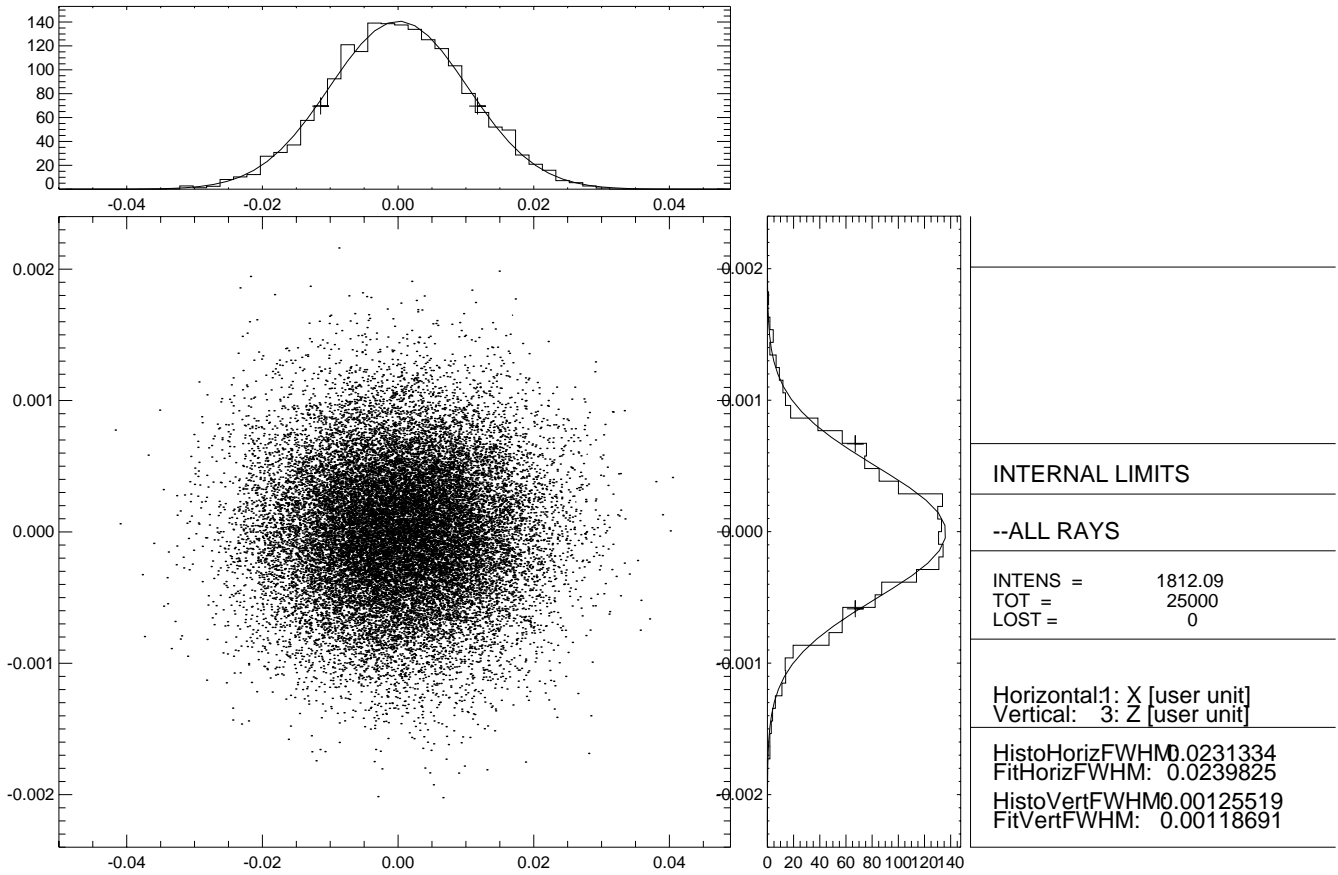 140
120
100
80
60
40
20
0
-0.04 -0.02 0.00 0.02 0.04
0.002
0.001
0.000
-0.001
-0.002
-0.04 -0.02 0.00 0.02 0.04
0.002
0.001
0.000
-0.001
-0.002
0 20 40 60 80 100 120 140
INTERNAL LIMITS
--ALL RAYS
INTENS = 1812.09
TOT = 25000
LOST = 0
Horizontal: 1: X [user unit]
Vertical: 3: Z [user unit]
HistoHorizFWHM: 0.0231334
FitHorizFWHM: 0.0239825
HistoVertFWHM: 0.00125519
FitVertFWHM: 0.00118691